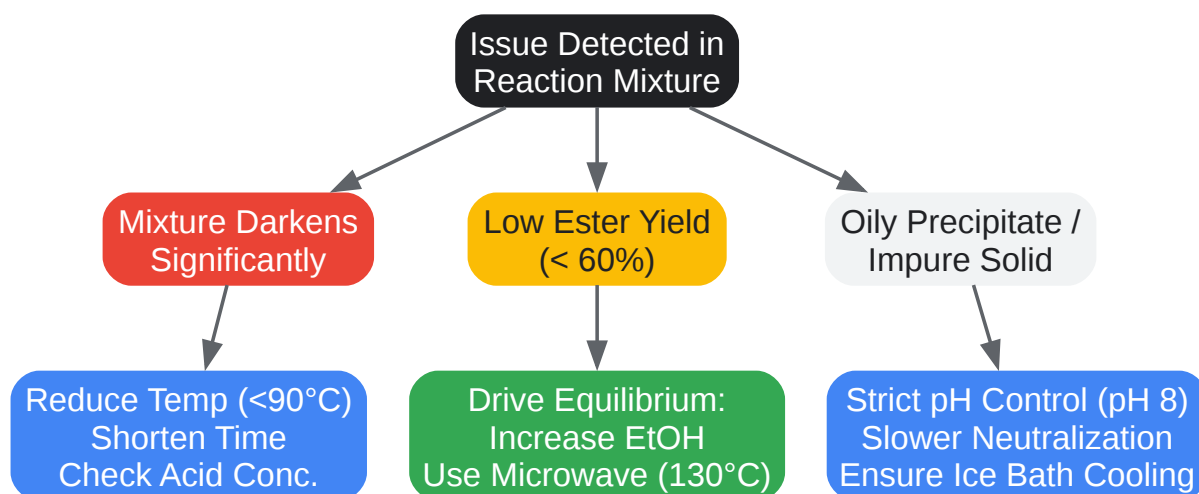 Issue Detected in
Reaction Mixture
Mixture Darkens
Significantly
Low Ester Yield
(< 60%)
Oily Precipitate /
Impure Solid
Reduce Temp (<90°C)
Shorten Time
Check Acid Conc.
Drive Equilibrium:
Increase EtOH
Use Microwave (130°C)
Strict pH Control (pH 8)
Slower Neutralization
Ensure Ice Bath Cooling